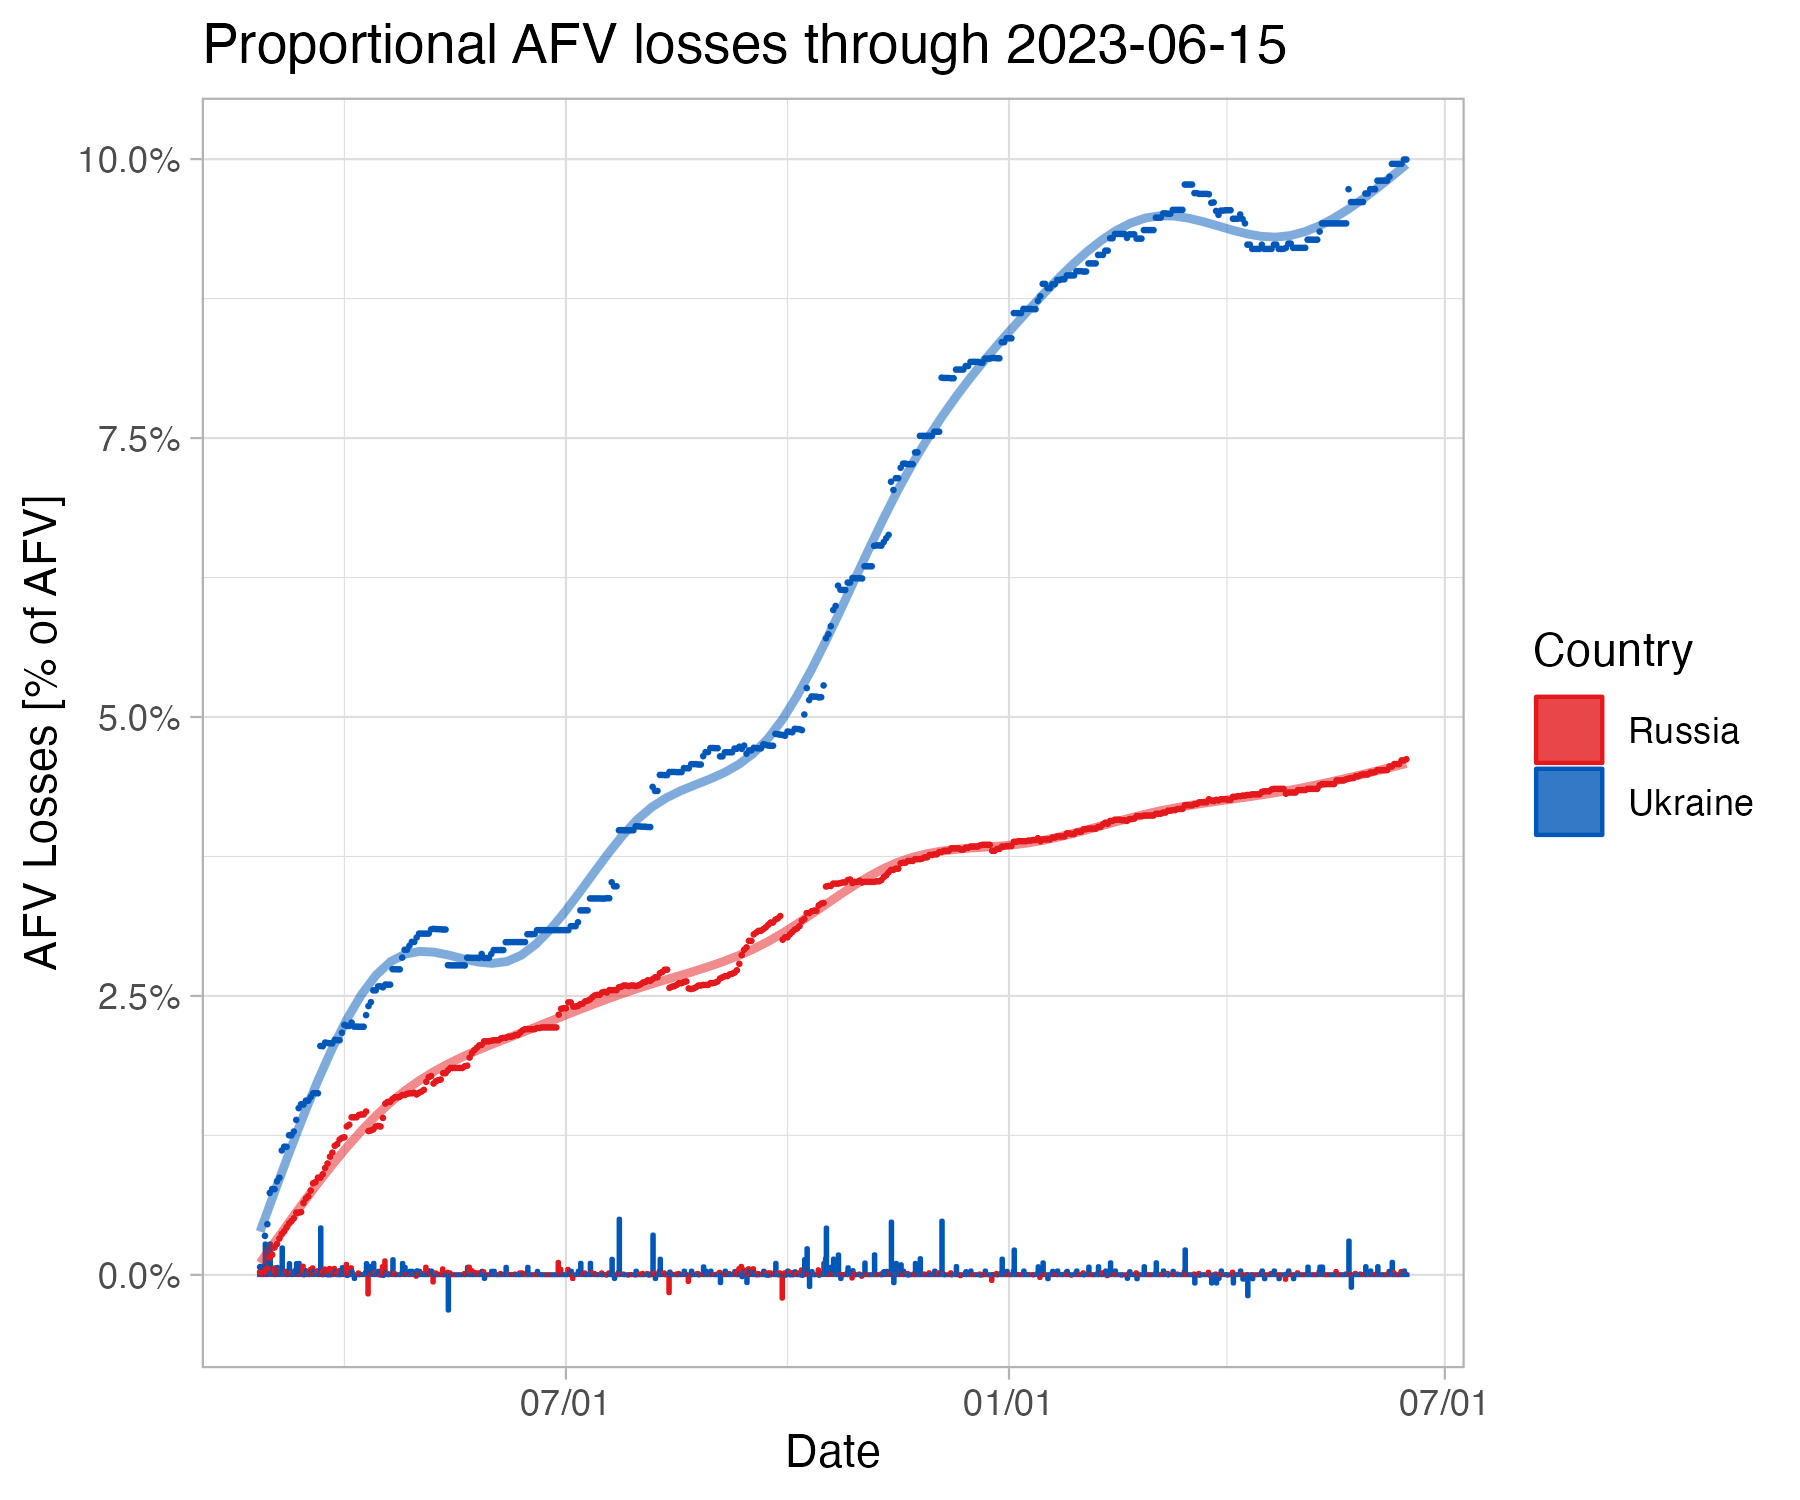 Proportional AFV losses through 2023-06-15
AFV Losses [% of AFV]
10.0%
7.5%
5.0%
2.5%
0.0%
07/01
01/01
07/01
Date
Country
Russia
Ukraine